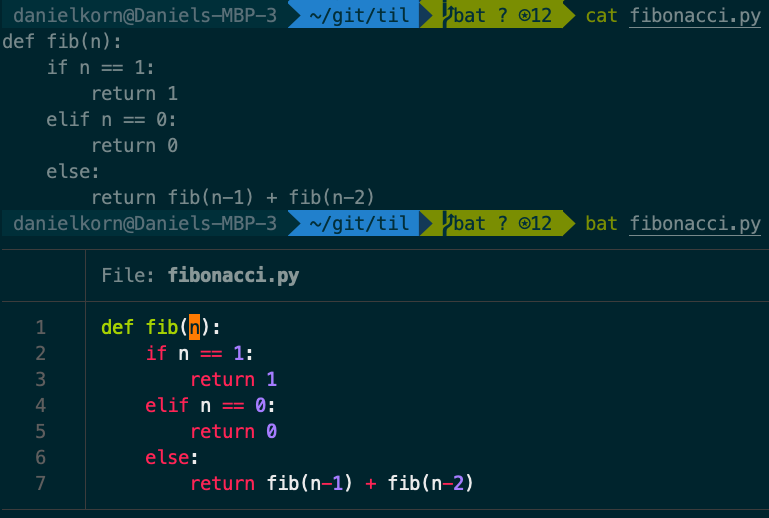 danielkorn@Daniels-MBP-3 ~/git/til bat ? ⍟12 cat fibonacci.py
def fib(n):
    if n == 1:
        return 1
    elif n == 0:
        return 0
    else:
        return fib(n-1) + fib(n-2)
danielkorn@Daniels-MBP-3 ~/git/til bat ? ⍟12 bat fibonacci.py
File: fibonacci.py
1 def fib(n):
2     if n == 1:
3         return 1
4     elif n == 0:
5         return 0
6     else:
7         return fib(n-1) + fib(n-2)